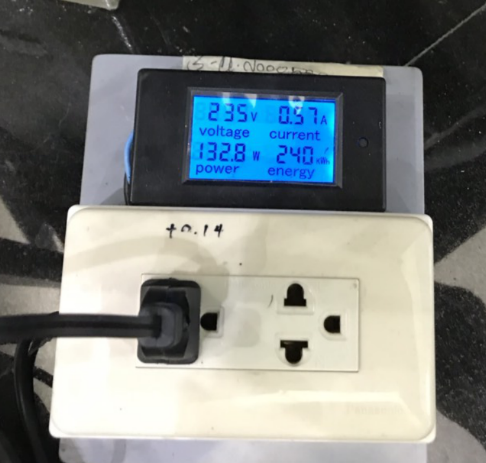 235V 0.57A
voltage current
132.8 W 240 kWh
power energy
+0.14